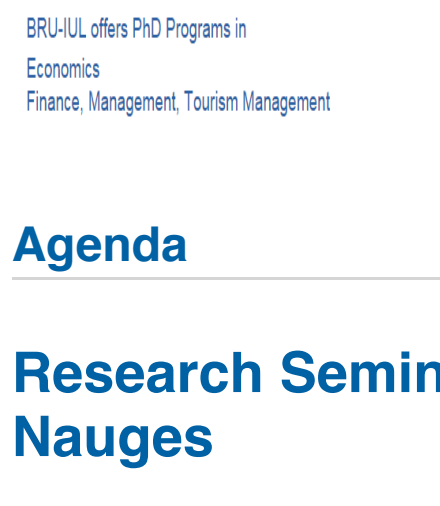 BRU-IUL offers PhD Programs in
Economics
Finance, Management, Tourism Management
Agenda
Research Semin
Nauges